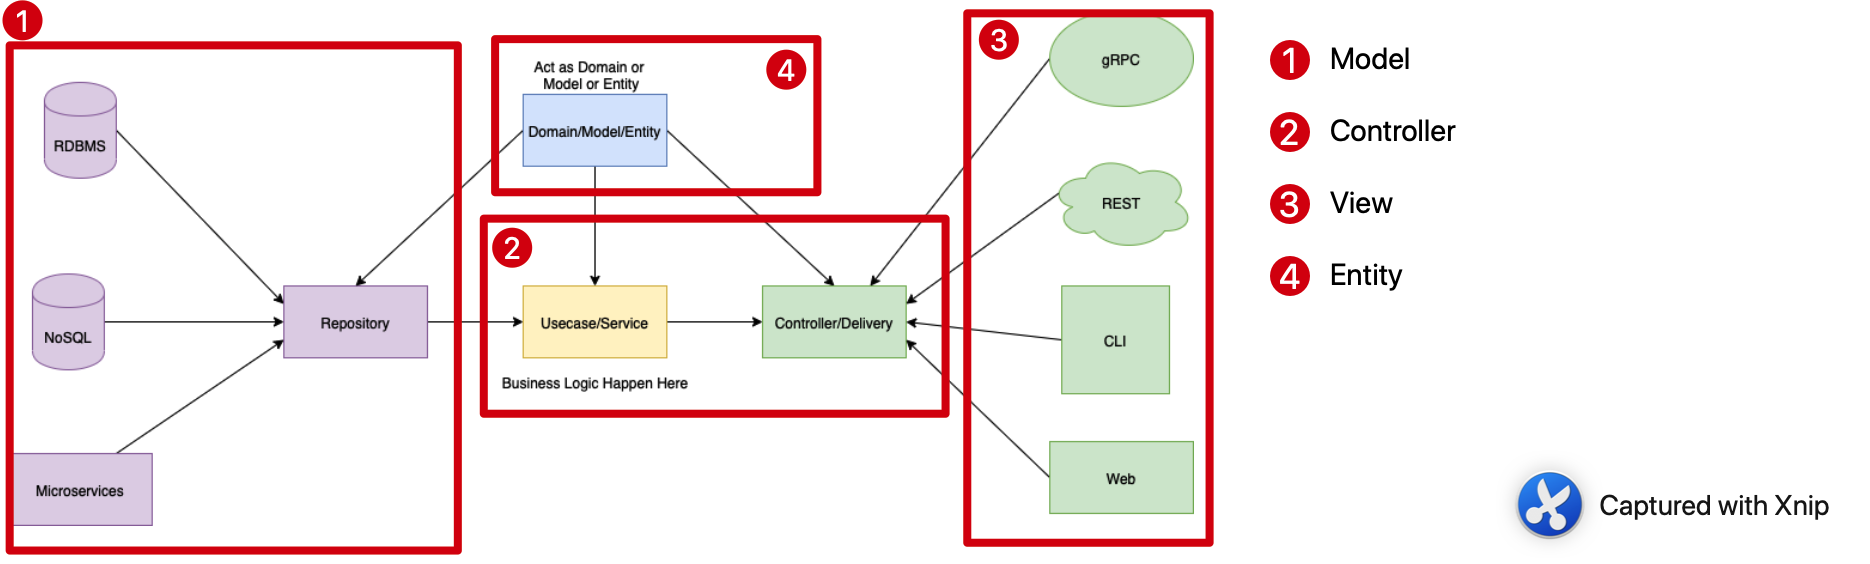 1
RDBMS
NoSQL
Microservices
Repository
4
Act as Domain or
Model or Entity
Domain/Model/Entity
2
Usecase/Service
Controller/Delivery
Business Logic Happen Here
3
gRPC
REST
CLI
Web
1 Model
2 Controller
3 View
4 Entity
Captured with Xnip